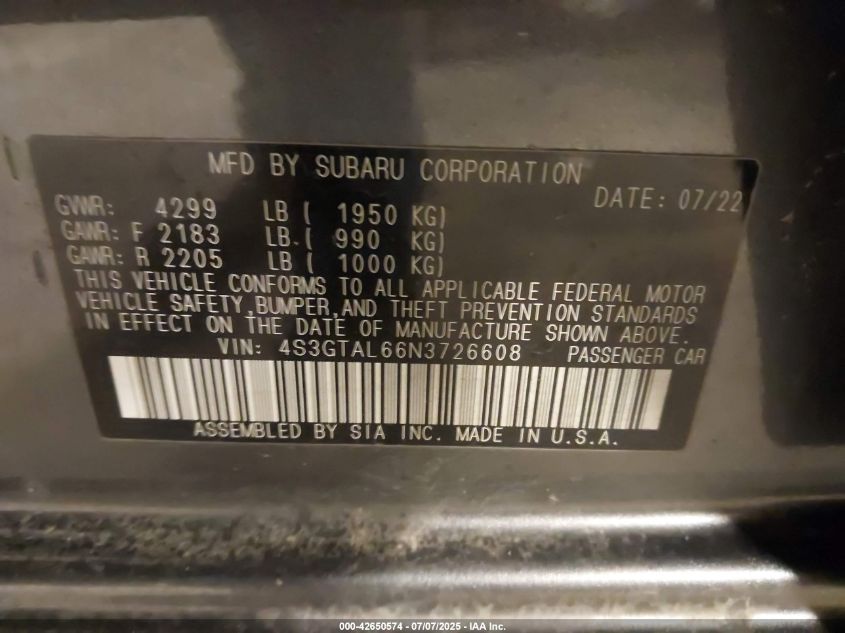 MFD BY SUBARU CORPORATION
DATE: 07/22
GVWR: 4299 LB ( 1950 KG)
GAWR: F 2183 LB.( 990 KG)
GAWR: R 2205 LB ( 1000 KG)
THIS VEHICLE CONFORMS TO ALL APPLICABLE FEDERAL MOTOR
VEHICLE SAFETY,BUMPER,AND THEFT PREVENTION STANDARDS
IN EFFECT ON THE DATE OF MANUFACTURE SHOWN ABOVE.
VIN: 4S3GTAL66N3726608 PASSENGER CAR
ASSEMBLED BY SIA INC. MADE IN U.S.A.
000-42650574 - 07/07/2025 - IAA Inc.